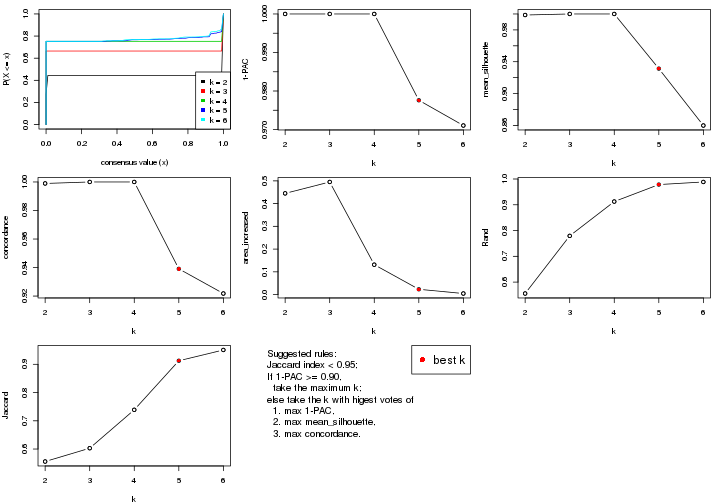 P(X <= x)
0.0 0.2 0.4 0.6 0.8 1.0
k = 2
k = 3
k = 4
k = 5
k = 6
0.0 0.2 0.4 0.6 0.8 1.0
consensus value (x)
1-PAC
0.970 0.980 0.990 1.000
2 3 4 5 6
k
mean_silhouette
0.86 0.90 0.94 0.98
2 3 4 5 6
k
concordance
0.92 0.94 0.96 0.98 1.00
2 3 4 5 6
k
area_increased
0.0 0.1 0.2 0.3 0.4 0.5
2 3 4 5 6
k
Rand
0.6 0.7 0.8 0.9 1.0
2 3 4 5 6
k
Jaccard
0.6 0.7 0.8 0.9
2 3 4 5 6
k
Suggested rules:
Jaccard index < 0.95;
If 1-PAC >= 0.90,
take the maximum k;
else take the k with higest votes of
1. max 1-PAC,
2. max mean_silhouette,
3. max concordance.
best k